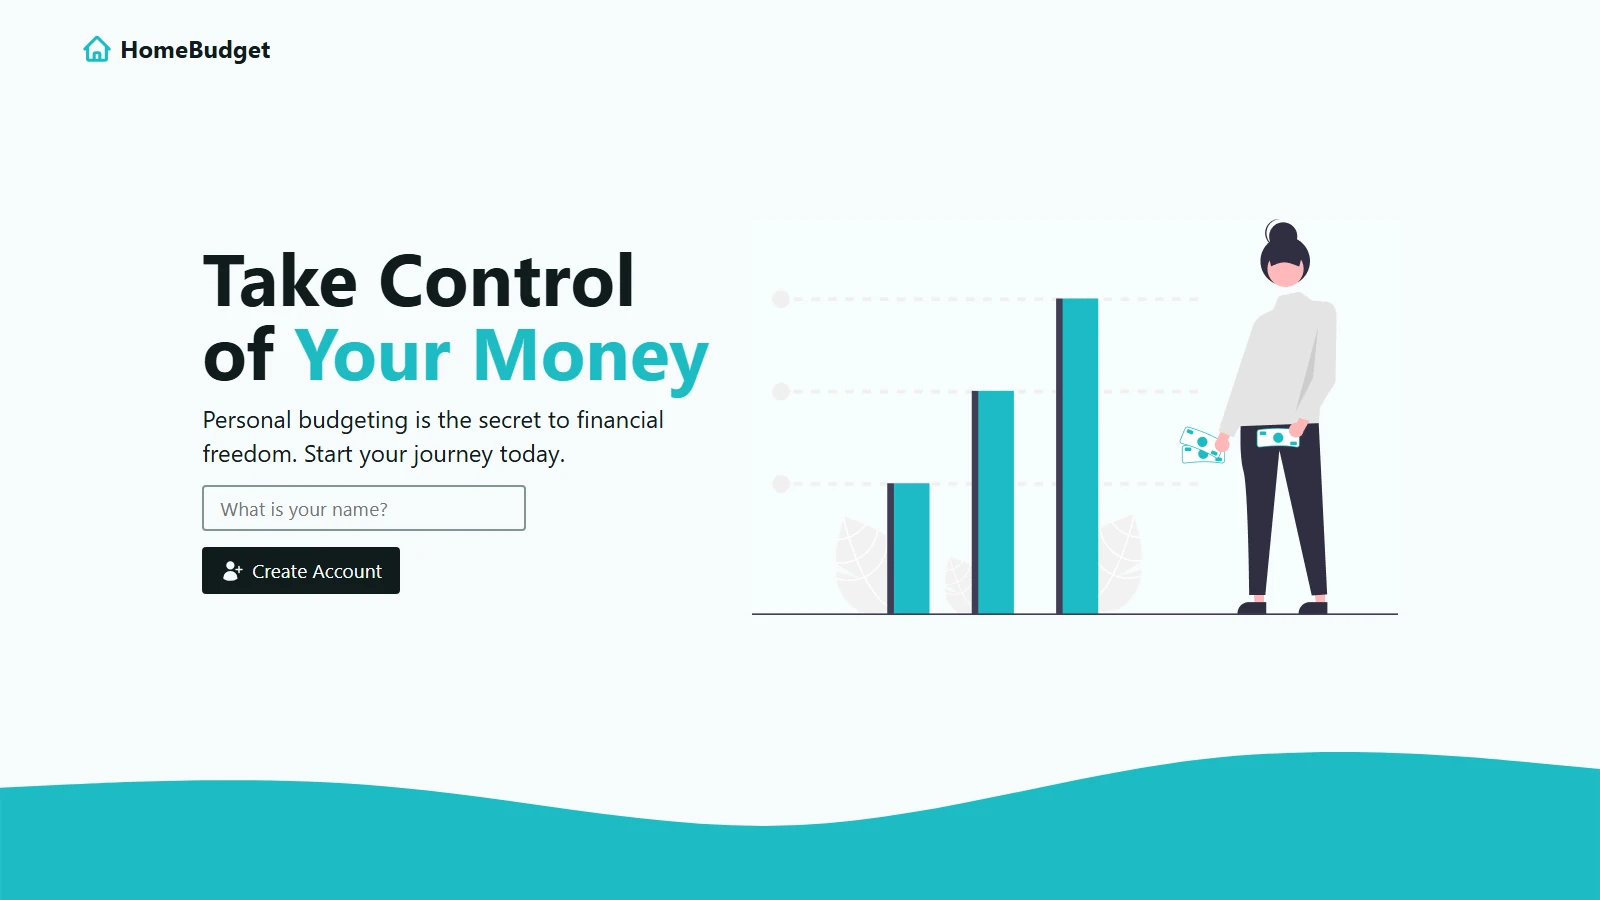 HomeBudget
Take Control
of Your Money
Personal budgeting is the secret to financial
freedom. Start your journey today.
What is your name?
Create Account